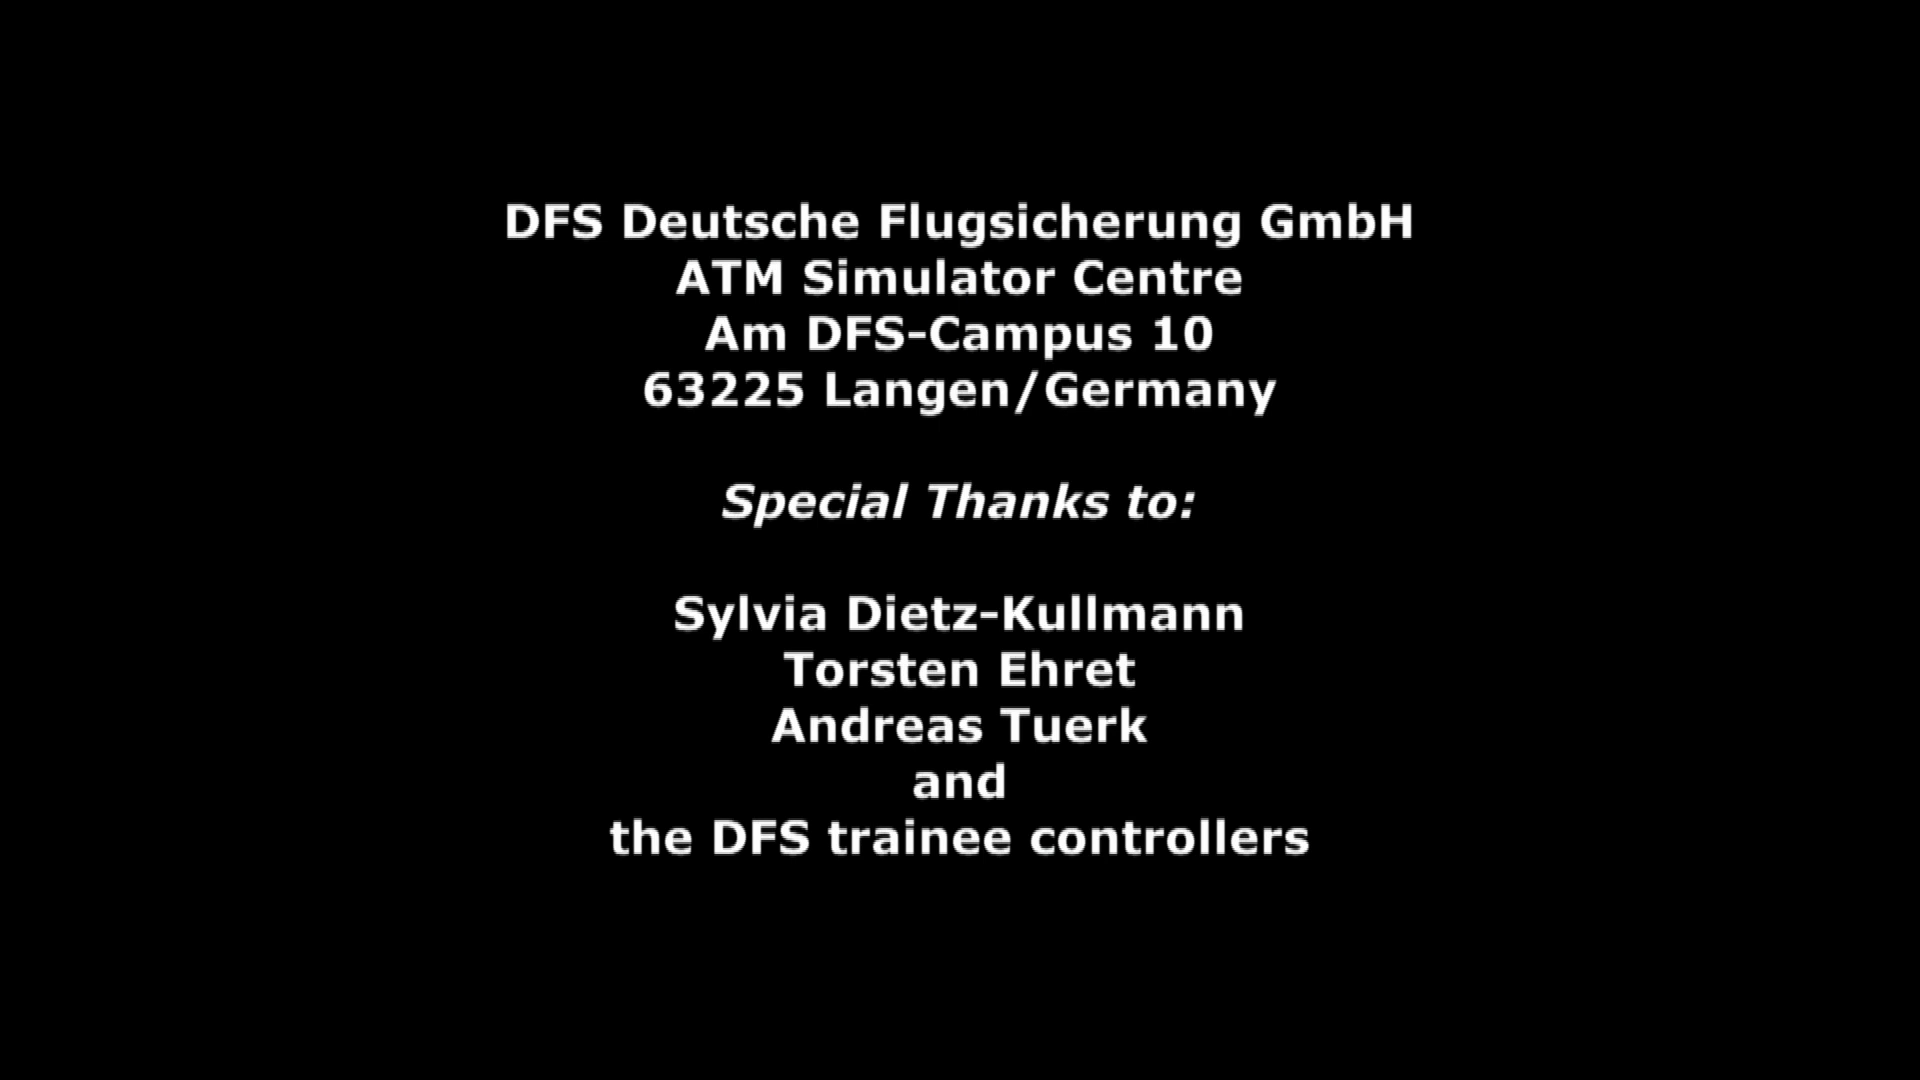 DFS Deutsche Flugsicherung GmbH
ATM Simulator Centre
Am DFS-Campus 10
63225 Langen/Germany
Special Thanks to:
Sylvia Dietz-Kullmann
Torsten Ehret
Andreas Tuerk
and
the DFS trainee controllers